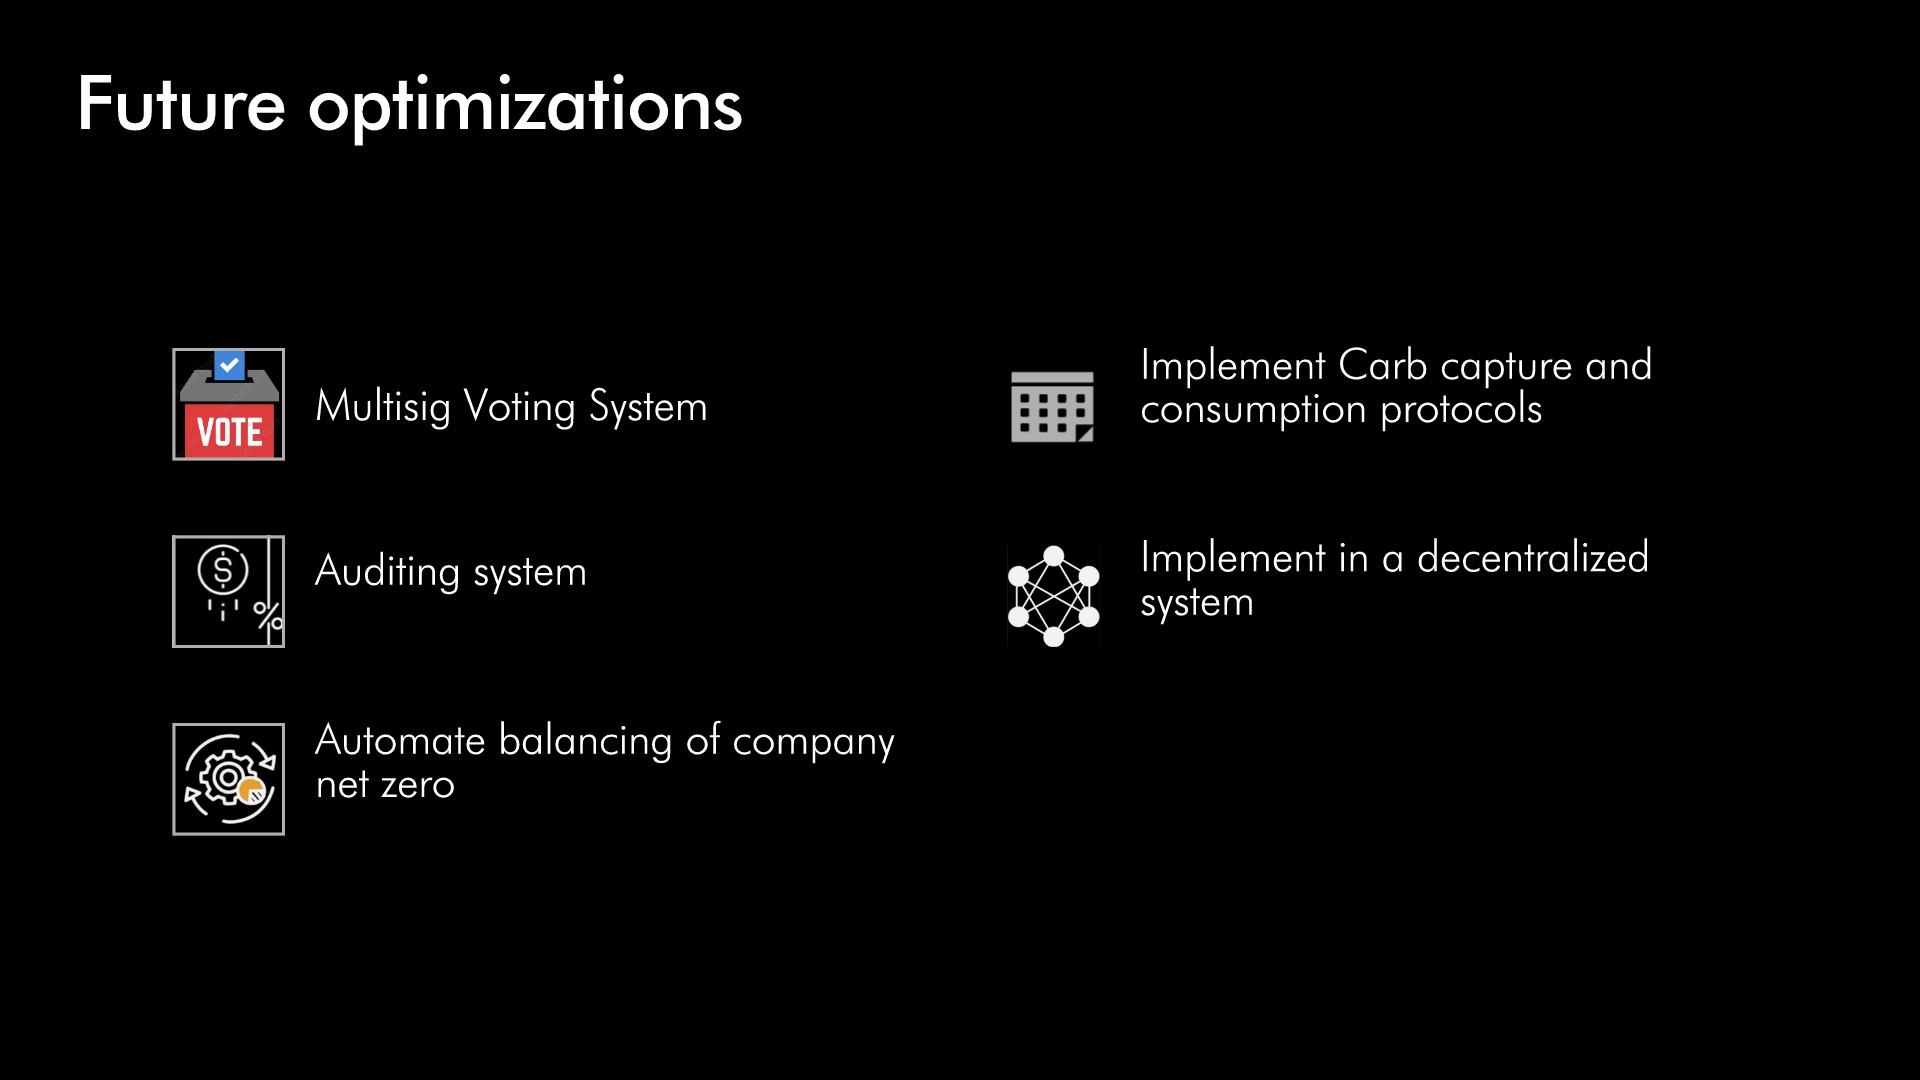 Future optimizations
VOTE
Multisig Voting System
$
%
Auditing system
Automate balancing of company
net zero
Implement Carb capture and
consumption protocols
Implement in a decentralized
system